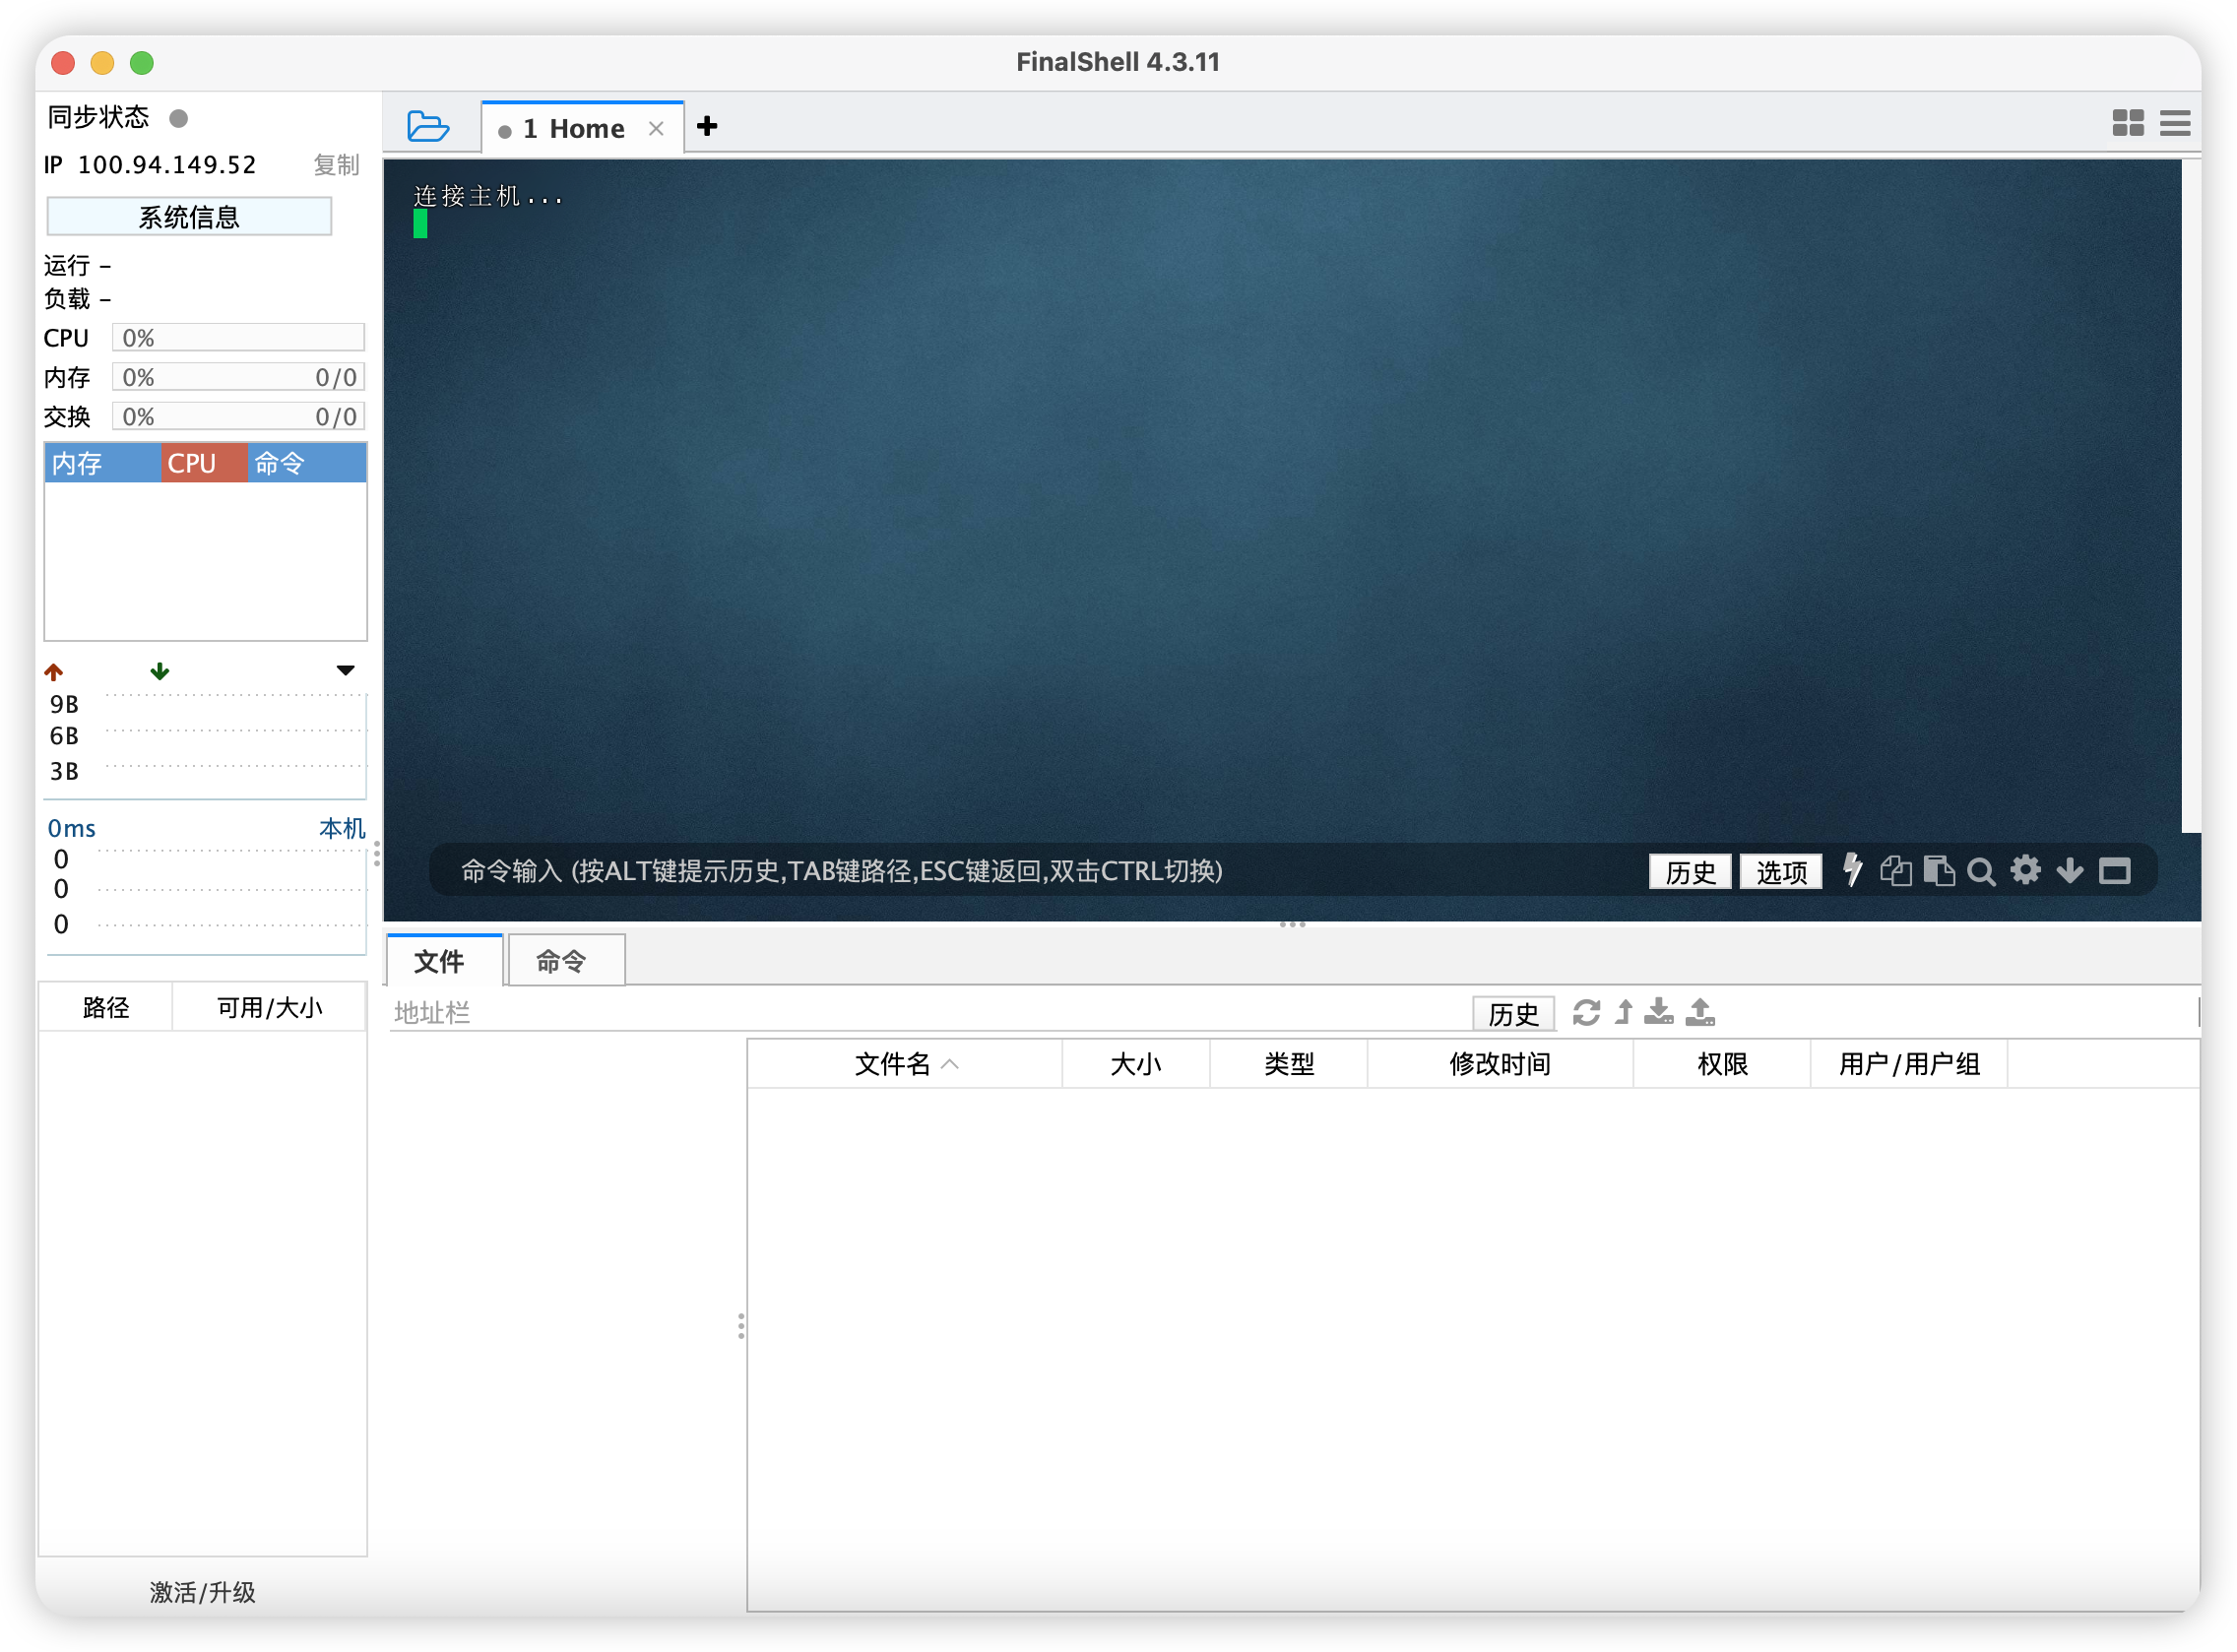 FinalShell 4.3.11
同步状态
IP 100.94.149.52 复制
系统信息
运行 -
负载 -
CPU 0%
内存 0% 0/0
交换 0% 0/0
内存 CPU 命令
9B
6B
3B
0ms 本机
0
0
0
路径 可用/大小
激活/升级
1 Home
连接主机...
命令输入 (按ALT键提示历史,TAB键路径,ESC键返回,双击CTRL切换) 历史 选项
文件 命令
地址栏 历史
文件名 大小 类型 修改时间 权限 用户/用户组